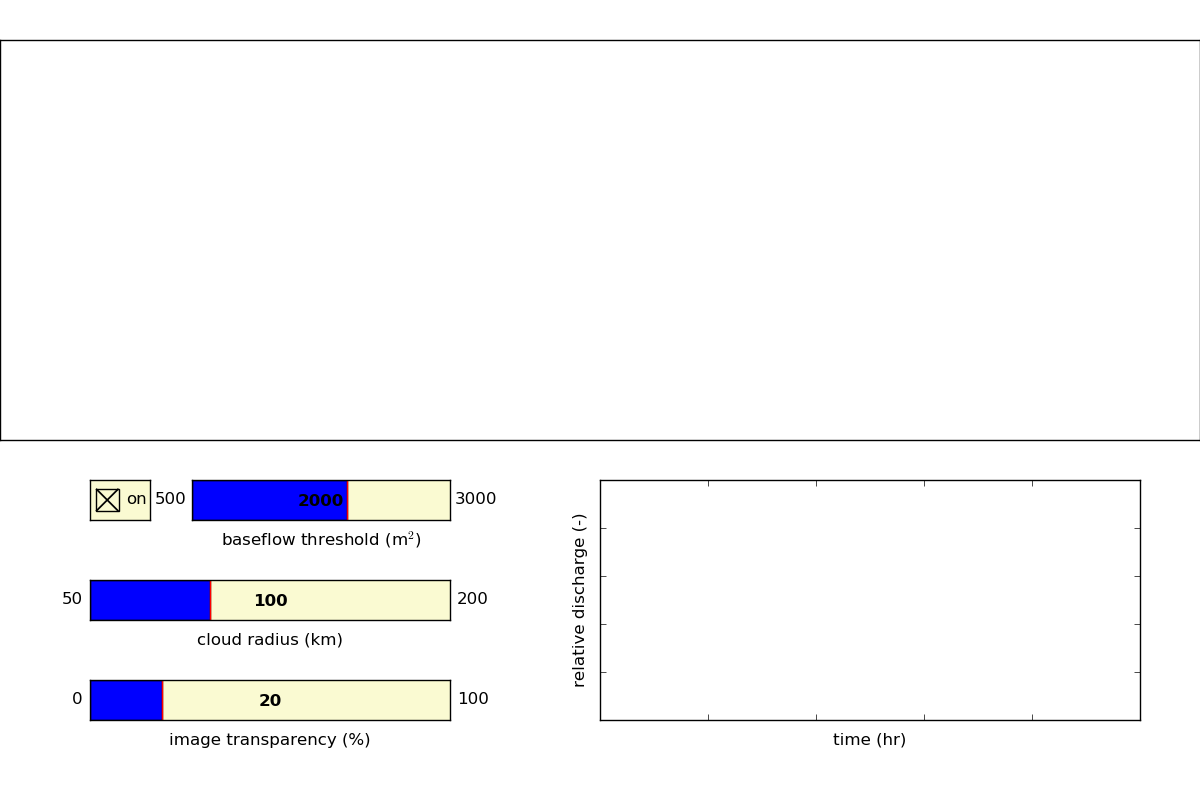 on 500 2000 3000
baseflow threshold (m²)
50 100 200
cloud radius (km)
0 20 100
image transparency (%)
relative discharge (-)
time (hr)